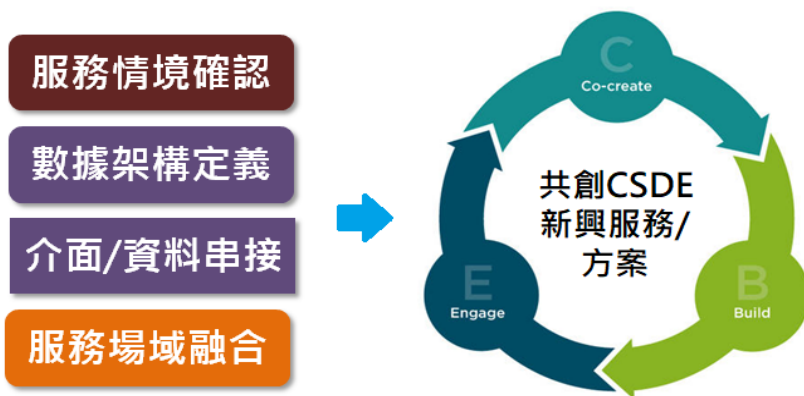 服務情境確認
數據架構定義
介面/資料串接
服務場域融合
C
Co-create
共創CSDE
新興服務/
方案
E
Engage
B
Build